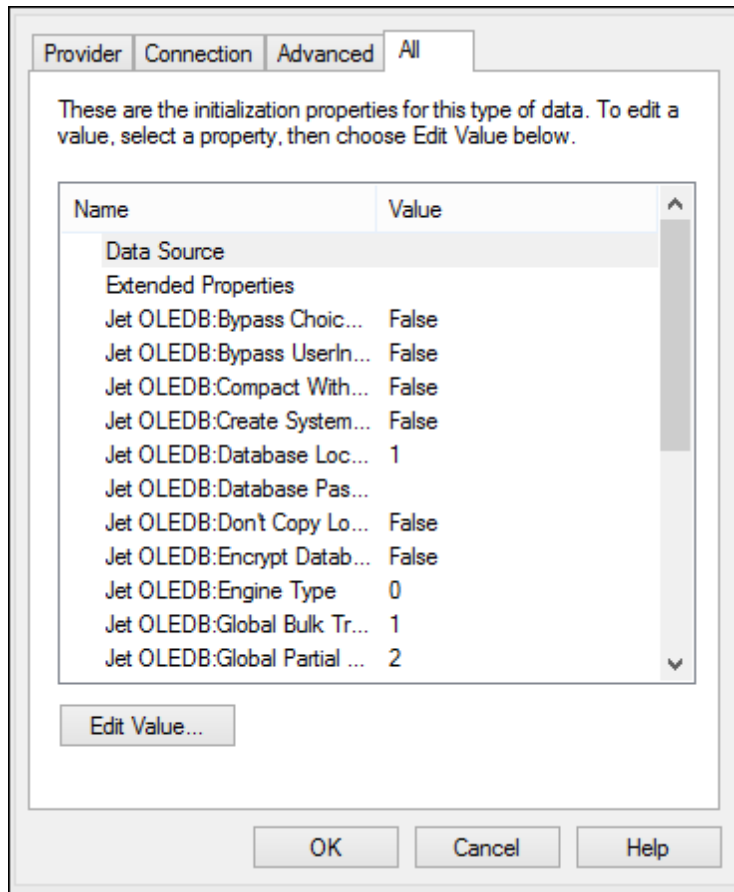 Provider Connection Advanced All
These are the initialization properties for this type of data. To edit a
value, select a property, then choose Edit Value below.
Name Value
Data Source
Extended Properties
Jet OLEDB:Bypass Choic... False
Jet OLEDB:Bypass UserIn... False
Jet OLEDB:Compact With... False
Jet OLEDB:Create System... False
Jet OLEDB:Database Loc... 1
Jet OLEDB:Database Pas...
Jet OLEDB:Don't Copy Lo... False
Jet OLEDB:Encrypt Datab... False
Jet OLEDB:Engine Type 0
Jet OLEDB:Global Bulk Tr... 1
Jet OLEDB:Global Partial ... 2
Edit Value...
OK Cancel Help